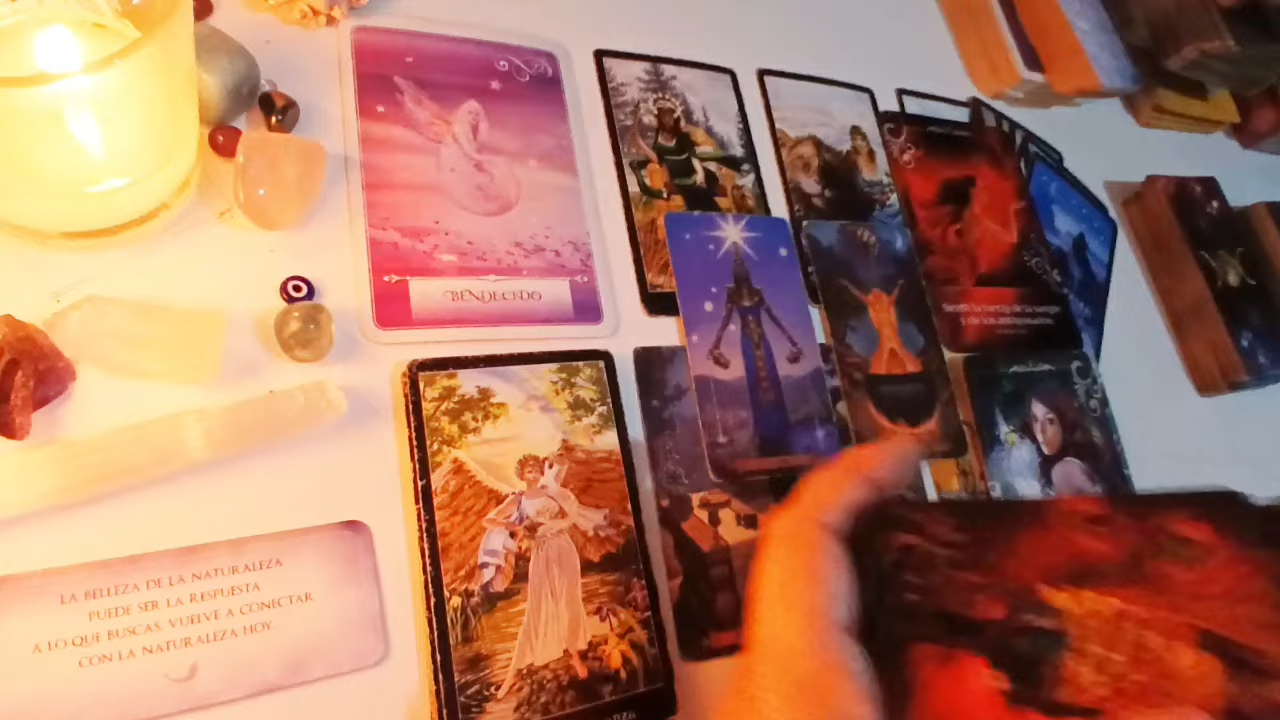 BENDECIDO
LA BELLEZA DE LA NATURALEZA
PUEDE SER LA RESPUESTA
A LO QUE BUSCAS. VUELVE A CONECTAR
CON LA NATURALEZA HOY.